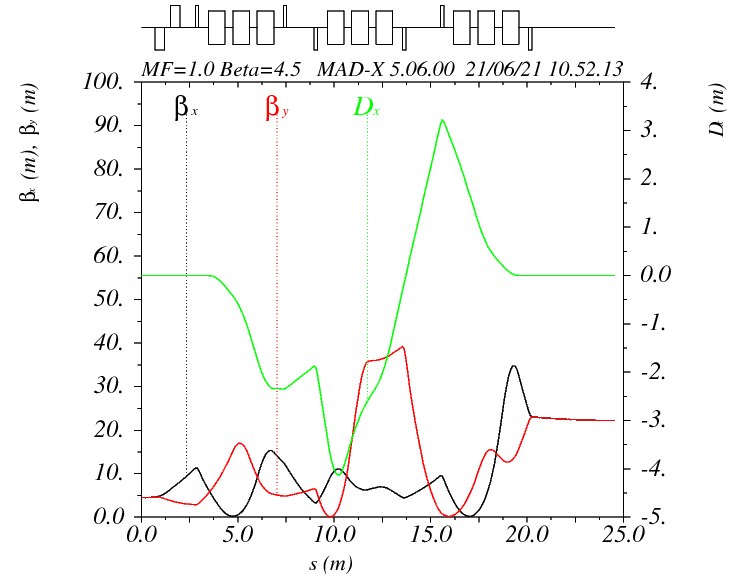 MF=1.0 Beta=4.5 MAD-X 5.06.00 21/06/21 10.52.13
βx (m), βy (m)
100.
90.
80.
70.
60.
50.
40.
30.
20.
10.
0.0
βx
βy
Dx
4.
3.
2.
1.
0.0
-1.
-2.
-3.
-4.
-5.
Dx (m)
0.0 5.0 10.0 15.0 20.0 25.0
s (m)